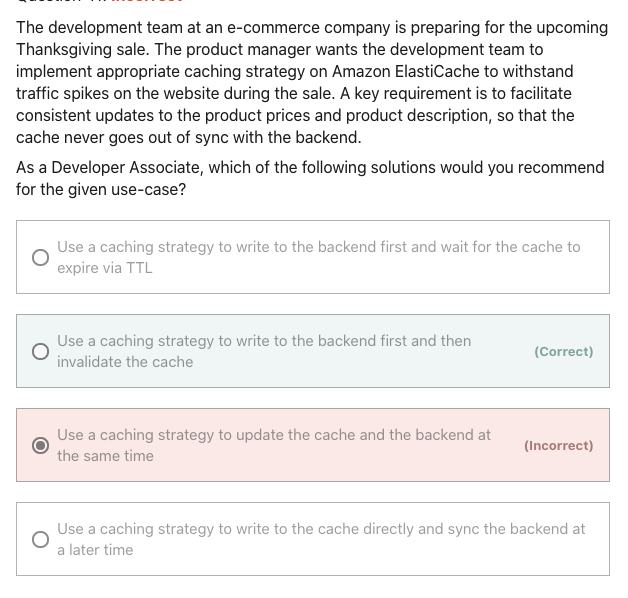 Incorrect
The development team at an e-commerce company is preparing for the upcoming
Thanksgiving sale. The product manager wants the development team to
implement appropriate caching strategy on Amazon ElastiCache to withstand
traffic spikes on the website during the sale. A key requirement is to facilitate
consistent updates to the product prices and product description, so that the
cache never goes out of sync with the backend.
As a Developer Associate, which of the following solutions would you recommend
for the given use-case?
Use a caching strategy to write to the backend first and wait for the cache to
expire via TTL
Use a caching strategy to write to the backend first and then
invalidate the cache
(Correct)
Use a caching strategy to update the cache and the backend at
the same time
(Incorrect)
Use a caching strategy to write to the cache directly and sync the backend at
a later time